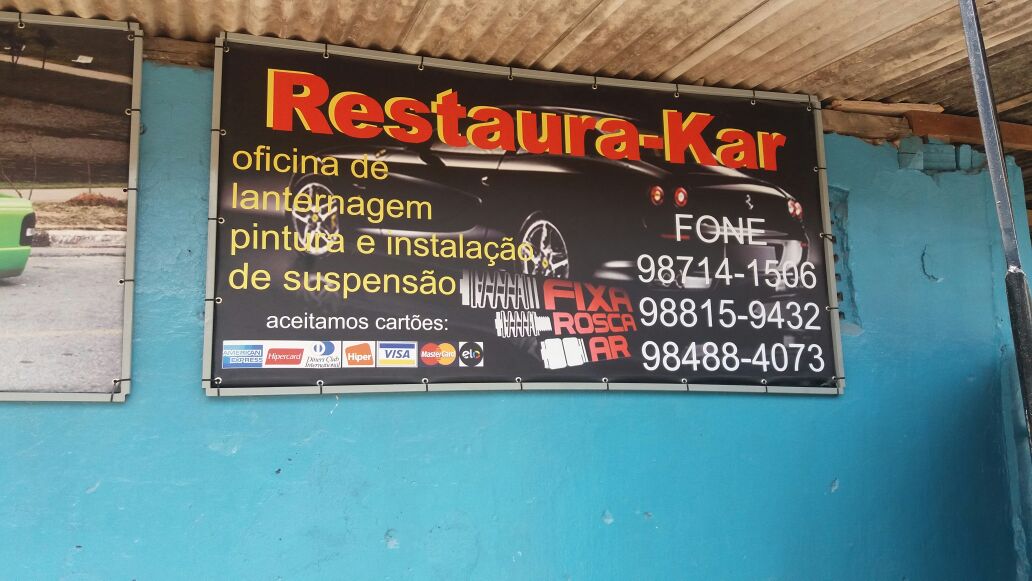 Restaura-Kar
oficina de
lanternagem
pintura e instalação
de suspensão
aceitamos cartões:
AMERICAN EXPRESS Hipercard Diners Club International Hiper VISA MasterCard elo
FIXA
ROSCA
AR
FONE
98714-1506
98815-9432
98488-4073